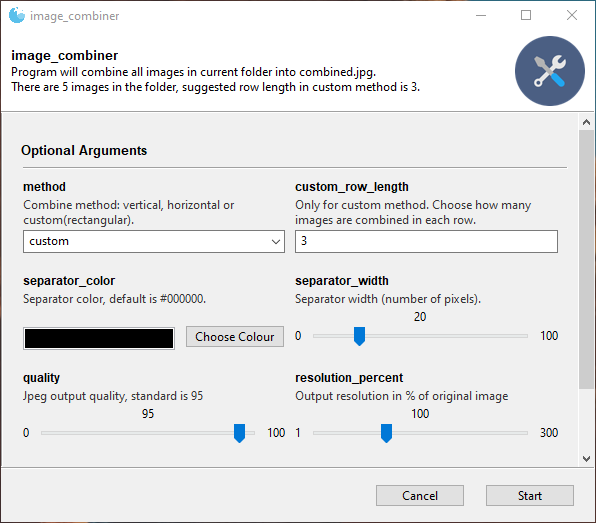 image_combiner
image_combiner
Program will combine all images in current folder into combined.jpg.
There are 5 images in the folder, suggested row length in custom method is 3.
Optional Arguments
method
Combine method: vertical, horizontal or
custom(rectangular).
custom
custom_row_length
Only for custom method. Choose how many
images are combined in each row.
3
separator_color
Separator color, default is #000000.
Choose Colour
separator_width
Separator width (number of pixels).
20
0 100
quality
Jpeg output quality, standard is 95
95
0 100
resolution_percent
Output resolution in % of original image
100
1 300
Cancel Start